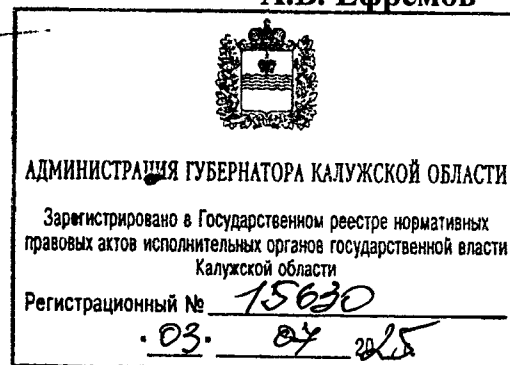 А.В. Ефремов
АДМИНИСТРАЦИЯ ГУБЕРНАТОРА КАЛУЖСКОЙ ОБЛАСТИ
Зарегистрировано в Государственном реестре нормативных
правовых актов исполнительных органов государственной власти
Калужской области
Регистрационный № 15630
03. 07 2025